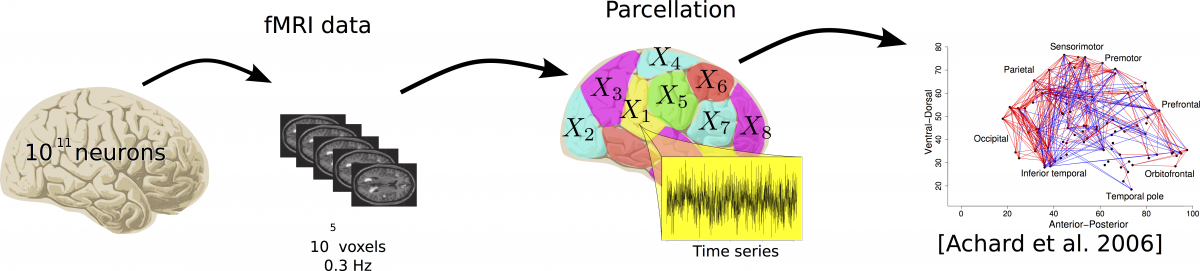 10^11 neurons
fMRI data
5
10 voxels
0.3 Hz
Parcellation
X_4
X_3
X_6
X_1
X_5
X_2
X_7
X_8
Time series
Sensorimotor
Premotor
Parietal
Prefrontal
Occipital
Inferior temporal
Orbitofrontal
Temporal pole
Ventral−Dorsal
80
70
60
50
40
30
20
0 20 40 60 80 100
Anterior−Posterior
[Achard et al. 2006]